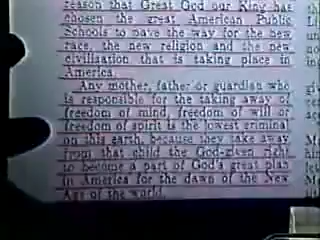 reason that Great God our King has
chosen the great American Public
Schools to pave the way for the new
race, the new religion and the new
civilization that is taking place in
America.
Any mother, father or guardian who
is responsible for the taking away of
freedom of mind, freedom of will or
freedom of spirit is the lowest criminal
on this earth, because they take away
from that child the God-given right
to become a part of God's great plan
in America for the dawn of the New
Age of the world.